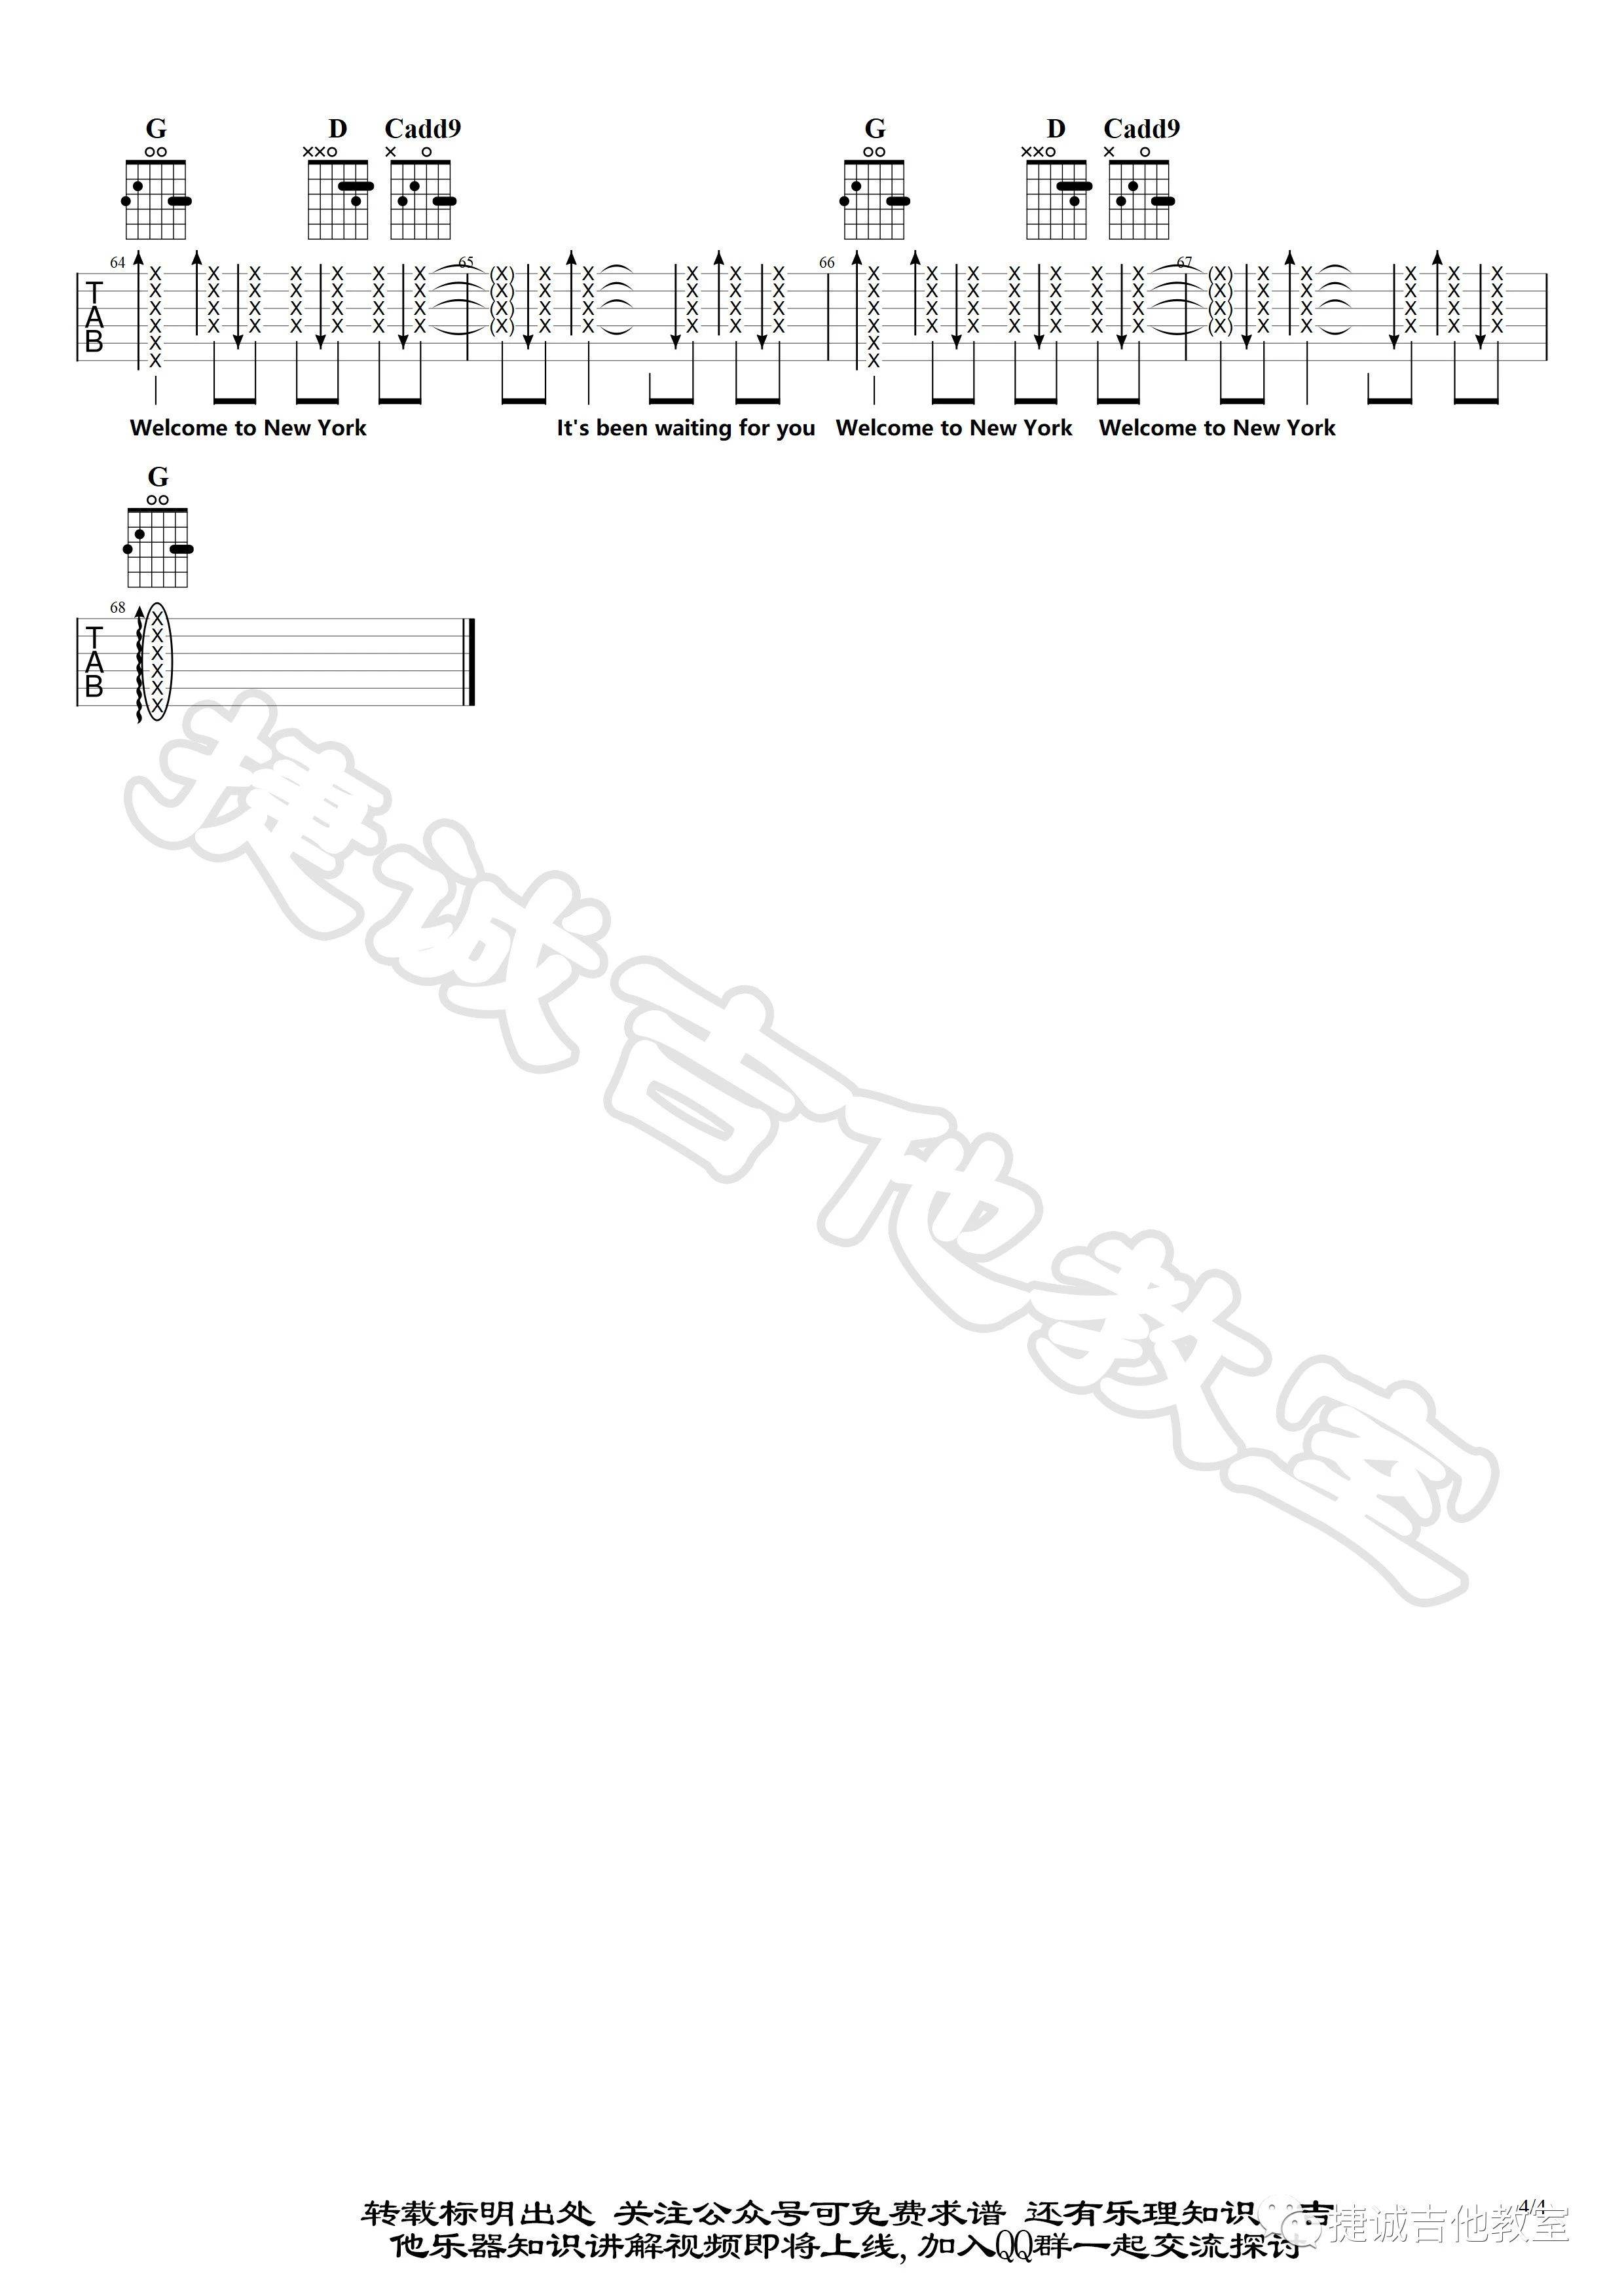 G D Cadd9 G D Cadd9
64 65 66 67
T
A
B
Welcome to New York It's been waiting for you Welcome to New York Welcome to New York
G
68
T
A
B
捷诚吉他教室
转载标明出处 关注公众号可免费求谱 还有乐理知识 吉
他乐器知识讲解视频即将上线,加入QQ群一起交流探讨
4/4
捷诚吉他教室